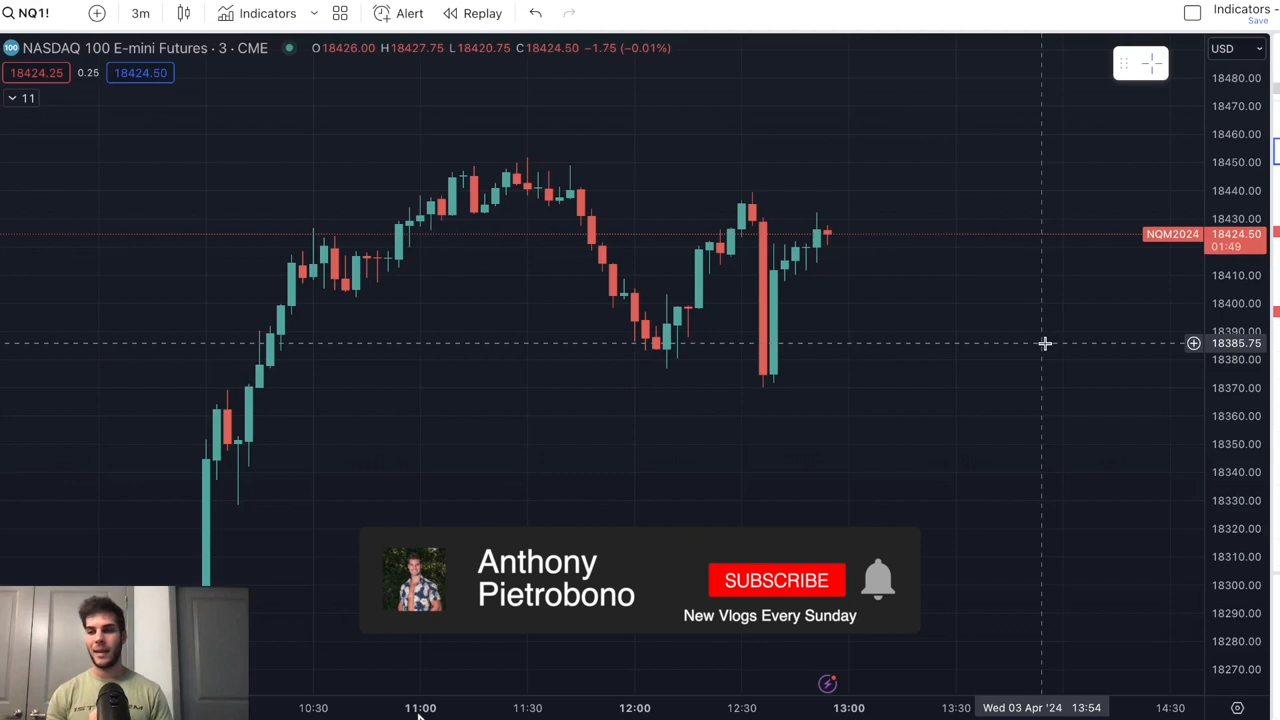 NQ1!
3m
Indicators
Alert
Replay
Indicators
Save
100 NASDAQ 100 E-mini Futures · 3 · CME
O18426.00 H18427.75 L18420.75 C18424.50 −1.75 (−0.01%)
USD
18424.25 0.25 18424.50
11
18480.00
18470.00
18460.00
18450.00
18440.00
18430.00
NQM2024 18424.50
01:49
18410.00
18400.00
18390.00
18385.75
18380.00
18370.00
18360.00
18350.00
18340.00
18330.00
18320.00
18310.00
18300.00
18290.00
18280.00
18270.00
Anthony
Pietrobono
SUBSCRIBE
New Vlogs Every Sunday
10:30 11:00 11:30 12:00 12:30 13:00 13:30 Wed 03 Apr '24 13:54 14:30